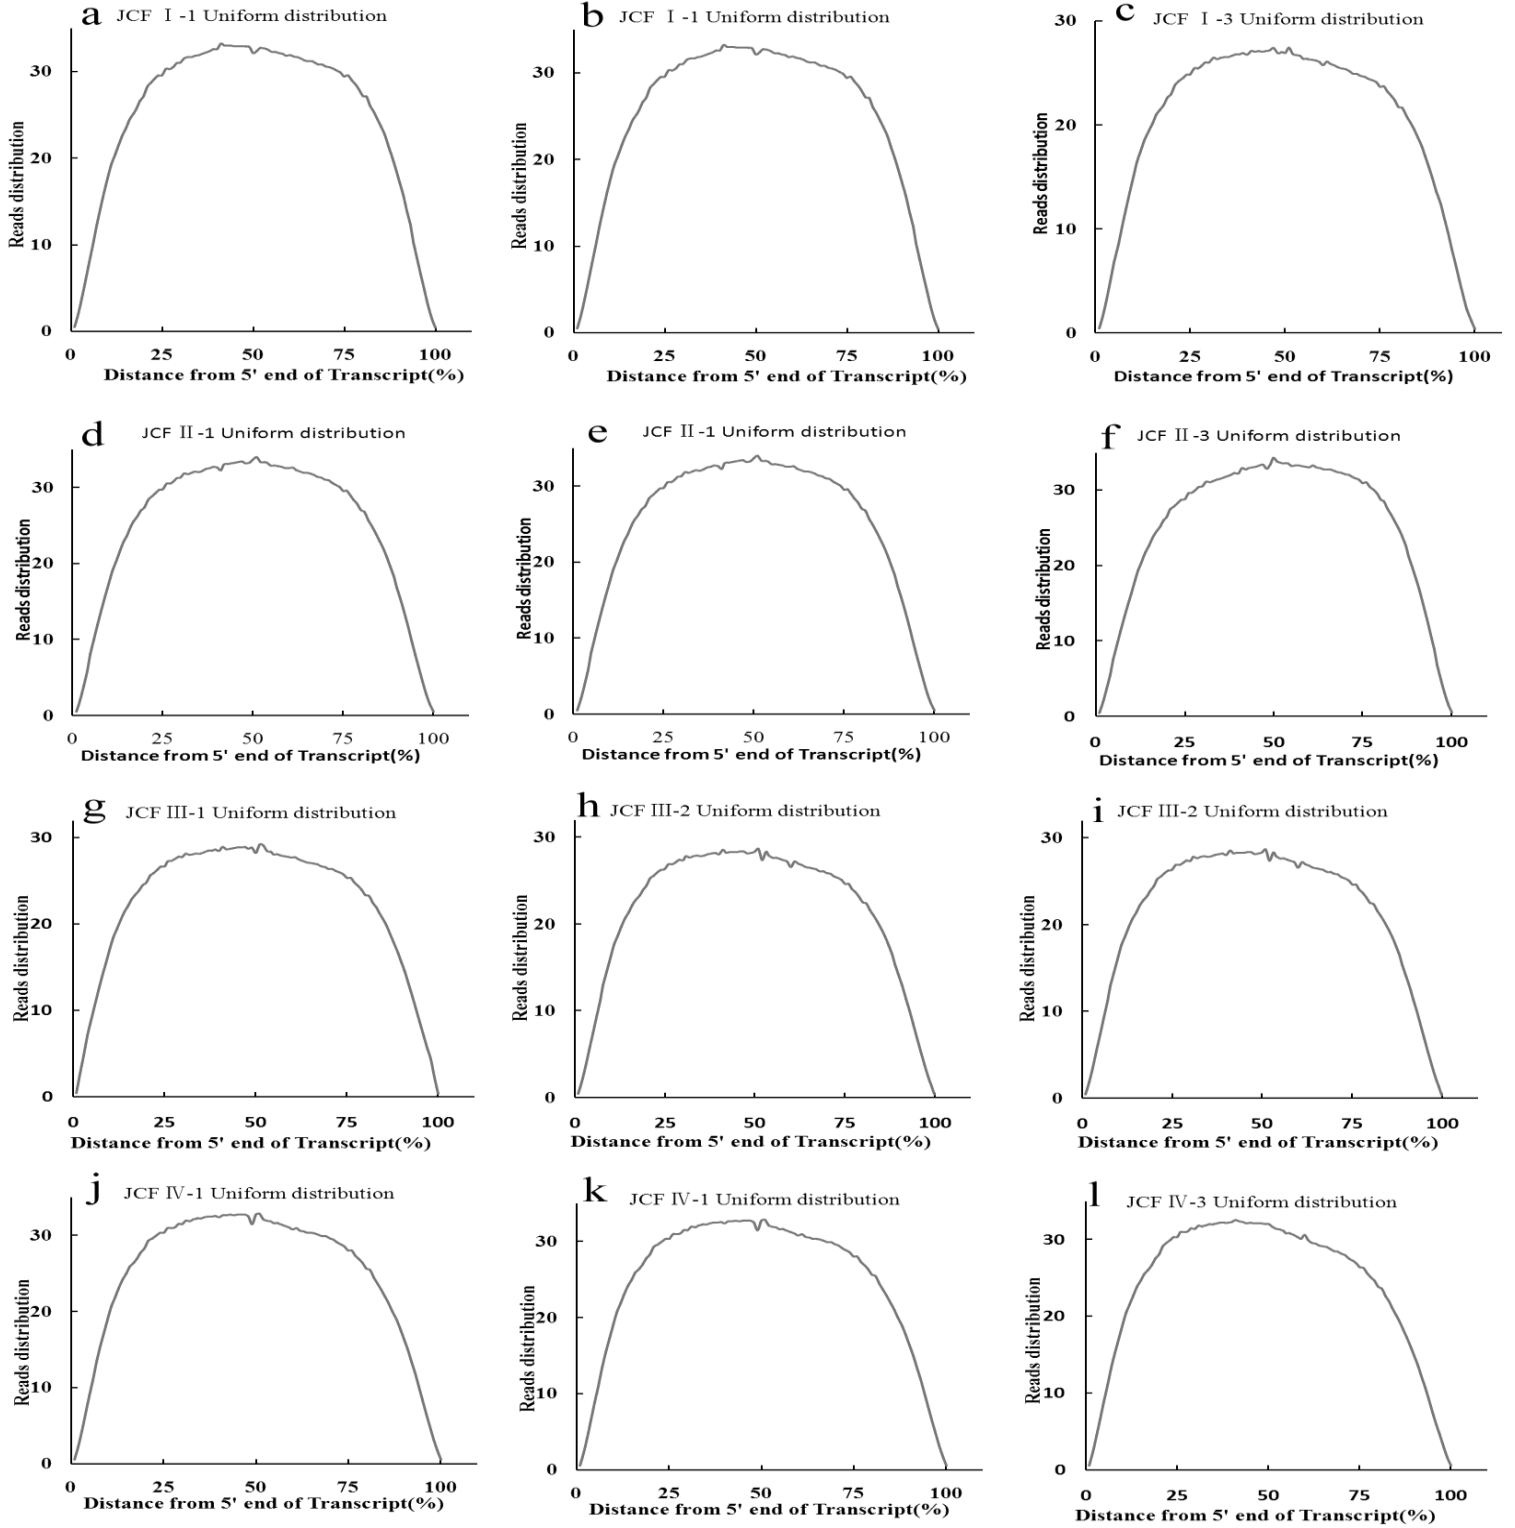 a JCF Ⅰ-1 Uniform distribution
30
20
10
0
Reads distribution
0 25 50 75 100
Distance from 5' end of Transcript(%)
b JCF Ⅰ-1 Uniform distribution
30
20
10
0
Reads distribution
0 25 50 75 100
Distance from 5' end of Transcript(%)
c JCF Ⅰ-3 Uniform distribution
30
20
10
0
Reads distribution
0 25 50 75 100
Distance from 5' end of Transcript(%)
d JCF Ⅱ-1 Uniform distribution
30
20
10
0
Reads distribution
0 25 50 75 100
Distance from 5' end of Transcript(%)
e JCF Ⅱ-1 Uniform distribution
30
20
10
0
Reads distribution
0 25 50 75 100
Distance from 5' end of Transcript(%)
f JCF Ⅱ-3 Uniform distribution
30
20
10
0
Reads distribution
0 25 50 75 100
Distance from 5' end of Transcript(%)
g JCF Ⅲ-1 Uniform distribution
30
20
10
0
Reads distribution
0 25 50 75 100
Distance from 5' end of Transcript(%)
h JCF Ⅲ-2 Uniform distribution
30
20
10
0
Reads distribution
0 25 50 75 100
Distance from 5' end of Transcript(%)
i JCF Ⅲ-2 Uniform distribution
30
20
10
0
Reads distribution
0 25 50 75 100
Distance from 5' end of Transcript(%)
j JCF Ⅳ-1 Uniform distribution
30
20
10
0
Reads distribution
0 25 50 75 100
Distance from 5' end of Transcript(%)
k JCF Ⅳ-1 Uniform distribution
30
20
10
0
Reads distribution
0 25 50 75 100
Distance from 5' end of Transcript(%)
l JCF Ⅳ-3 Uniform distribution
30
20
10
0
Reads distribution
0 25 50 75 100
Distance from 5' end of Transcript(%)